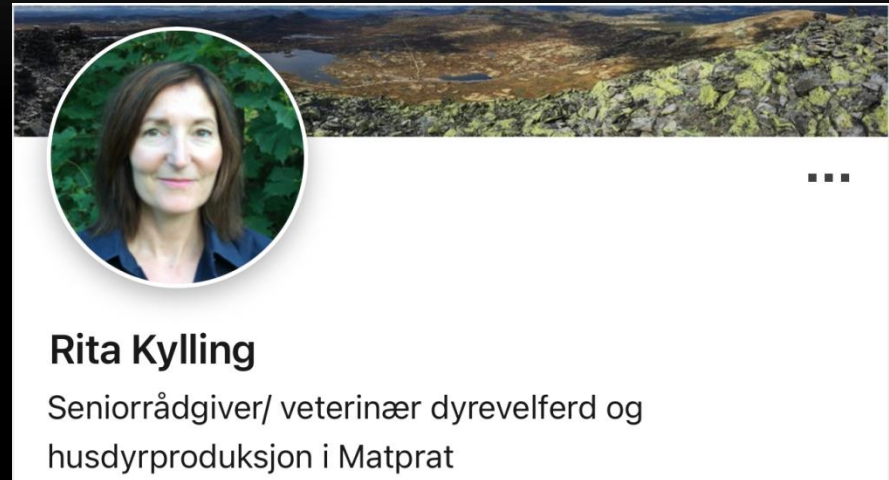 Rita Kylling
Seniorrådgiver/ veterinær dyrevelferd og
husdyrproduksjon i Matprat